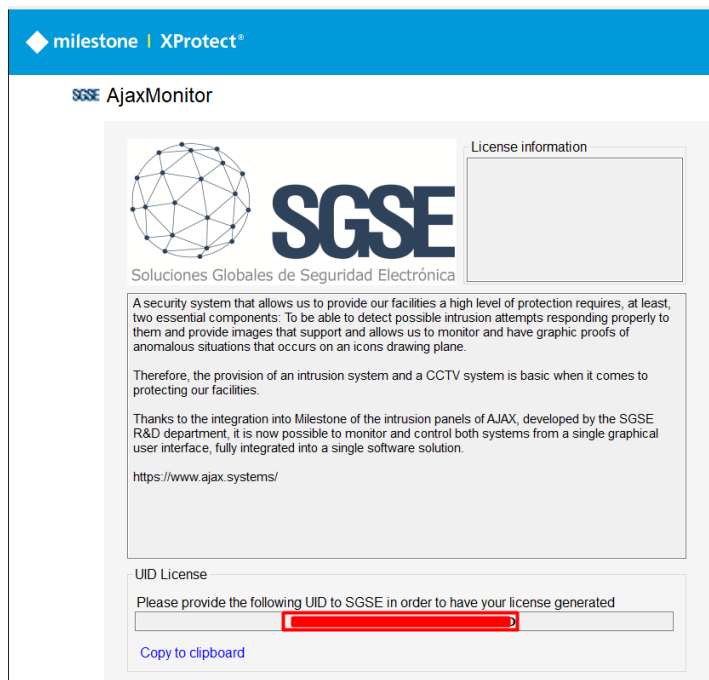 milestone | XProtect®
SGSE AjaxMonitor
License information
SGSE
Soluciones Globales de Seguridad Electrónica
A security system that allows us to provide our facilities a high level of protection requires, at least,
two essential components: To be able to detect possible intrusion attempts responding properly to
them and provide images that support and allows us to monitor and have graphic proofs of
anomalous situations that occurs on an icons drawing plane.
Therefore, the provision of an intrusion system and a CCTV system is basic when it comes to
protecting our facilities.
Thanks to the integration into Milestone of the intrusion panels of AJAX, developed by the SGSE
R&D department, it is now possible to monitor and control both systems from a single graphical
user interface, fully integrated into a single software solution.
https://www.ajax.systems/
UID License
Please provide the following UID to SGSE in order to have your license generated
Copy to clipboard